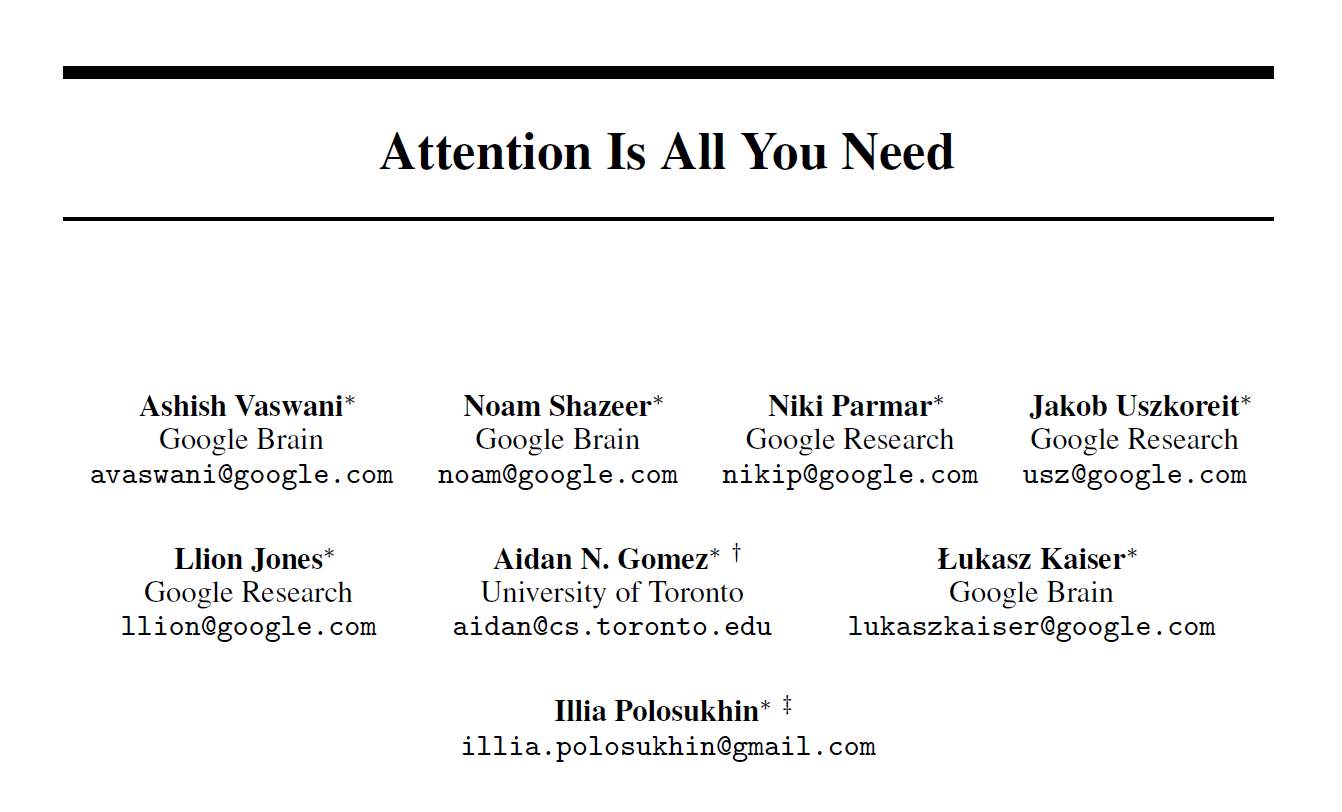 Attention Is All You Need
Ashish Vaswani* Noam Shazeer* Niki Parmar* Jakob Uszkoreit*
Google Brain Google Brain Google Research Google Research
avaswani@google.com noam@google.com nikip@google.com usz@google.com
Llion Jones* Aidan N. Gomez* † Łukasz Kaiser*
Google Research University of Toronto Google Brain
llion@google.com aidan@cs.toronto.edu lukaszkaiser@google.com
Illia Polosukhin* ‡
illia.polosukhin@gmail.com